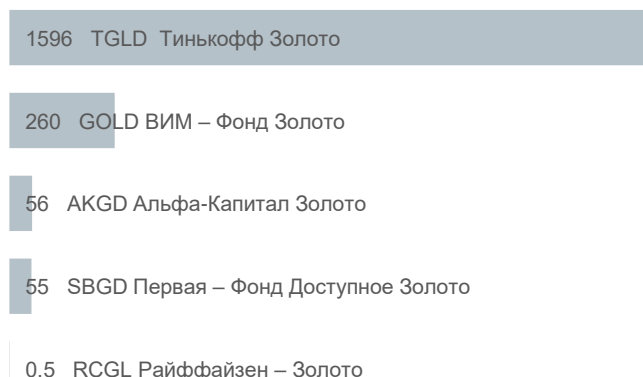 1596 TGLD Тинькофф Золото
260 GOLD ВИМ – Фонд Золото
56 AKGD Альфа-Капитал Золото
55 SBGD Первая – Фонд Доступное Золото
0.5 RCGL Райффайзен – Золото